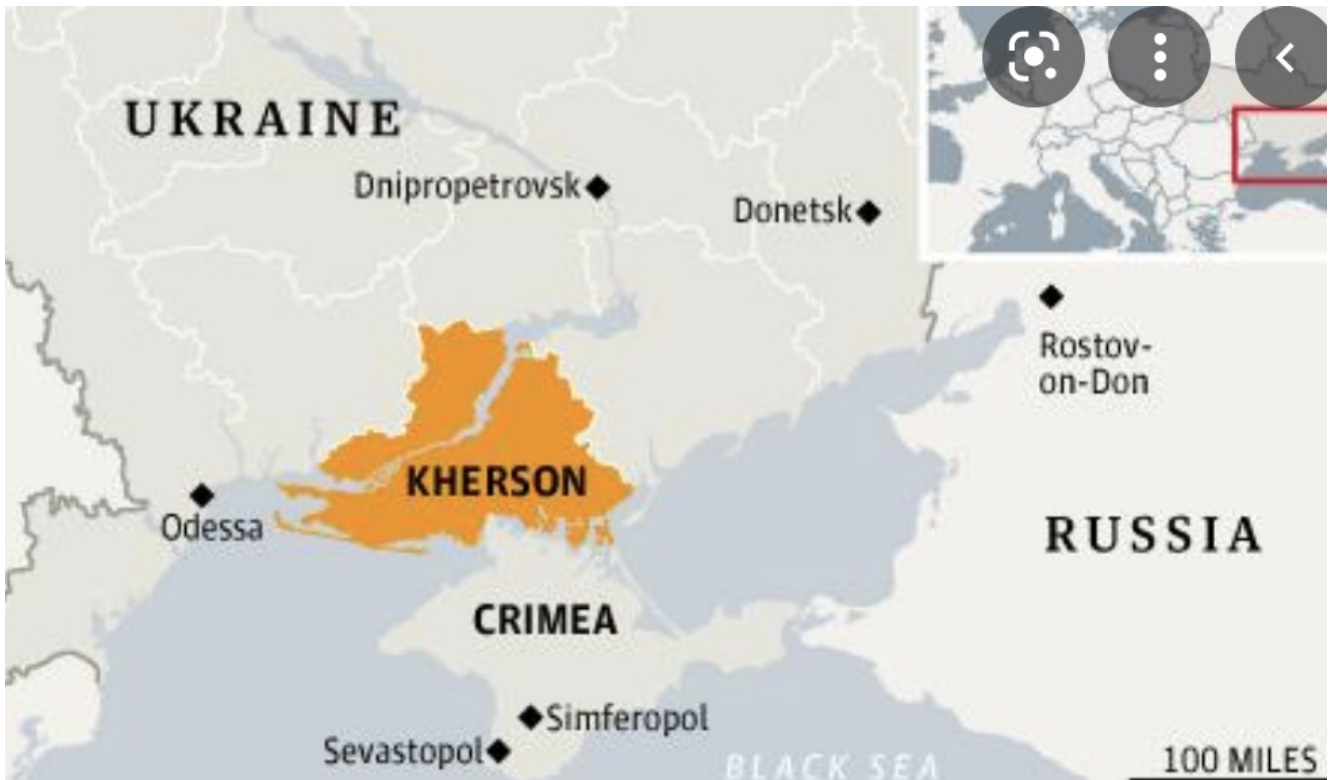 UKRAINE
Dnipropetrovsk
Donetsk
Rostov-
on-Don
KHERSON
Odessa
RUSSIA
CRIMEA
Simferopol
Sevastopol
BLACK SEA
100 MILES